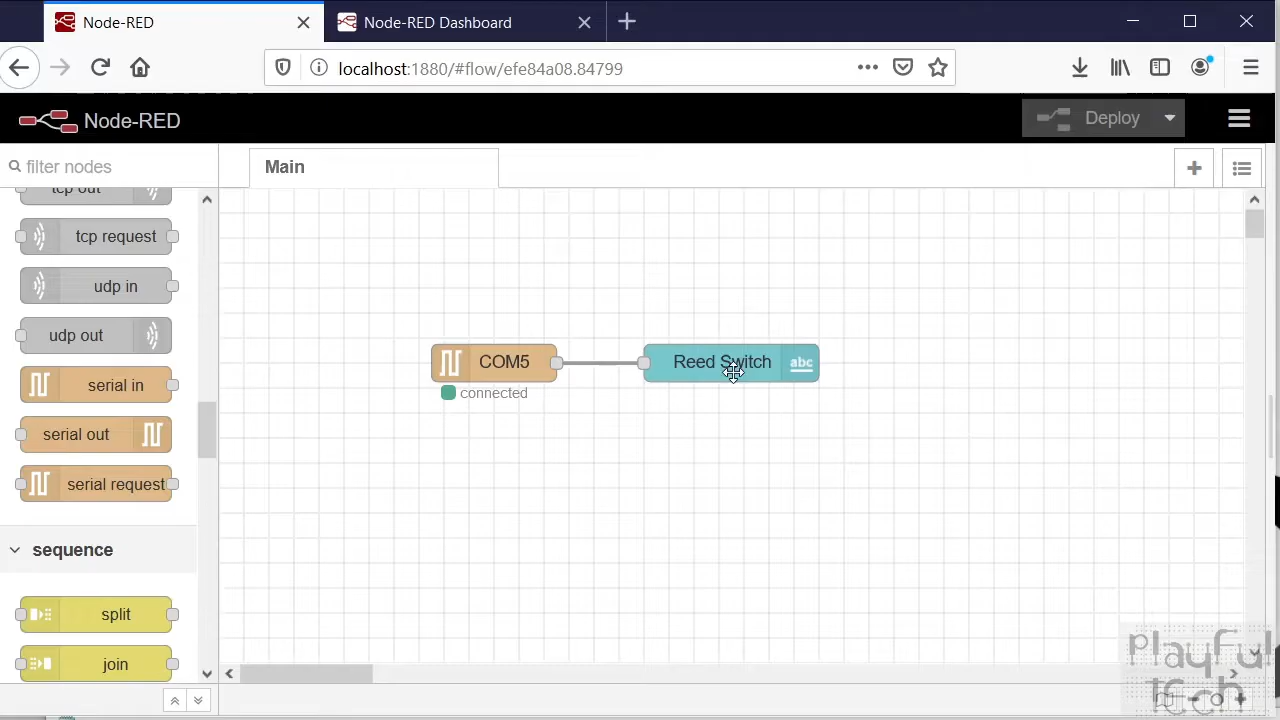 Node-RED
Node-RED Dashboard
localhost:1880/#flow/efe84a08.84799
Node-RED
Deploy
filter nodes
Main
tcp out
tcp request
udp in
udp out
serial in
serial out
serial request
sequence
split
join
COM5
connected
Reed Switch
abc
playful
tech